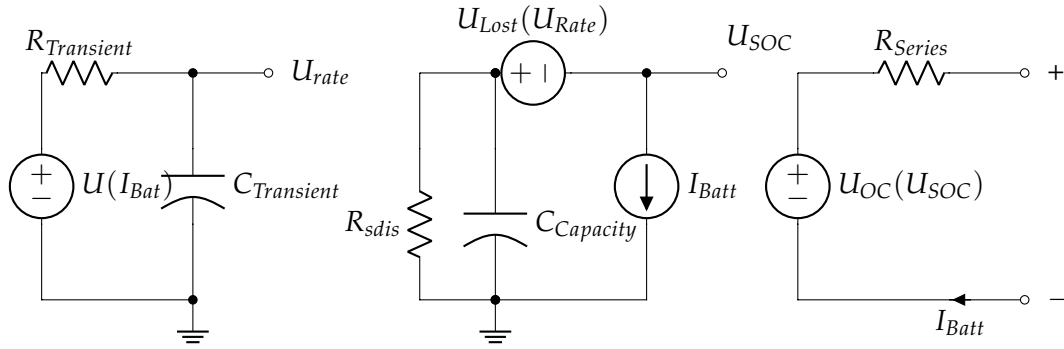 U_Lost(U_Rate)
R_Transient
U_rate
U_SOC
R_Series
+
+ −
+
−
U(I_Bat)
C_Transient
R_sdis
C_Capacity
I_Batt
+
−
U_OC(U_SOC)
−
I_Batt